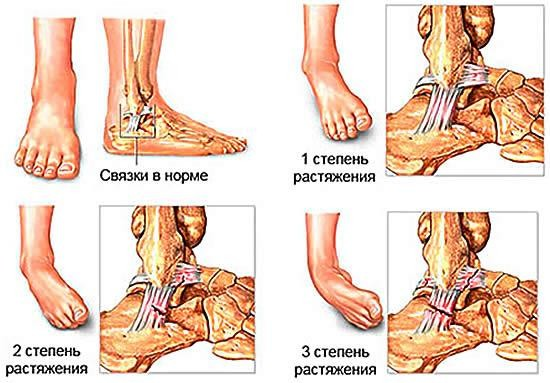 Связки в норме
1 степень
растяжения
2 степень
растяжения
3 степень
растяжения